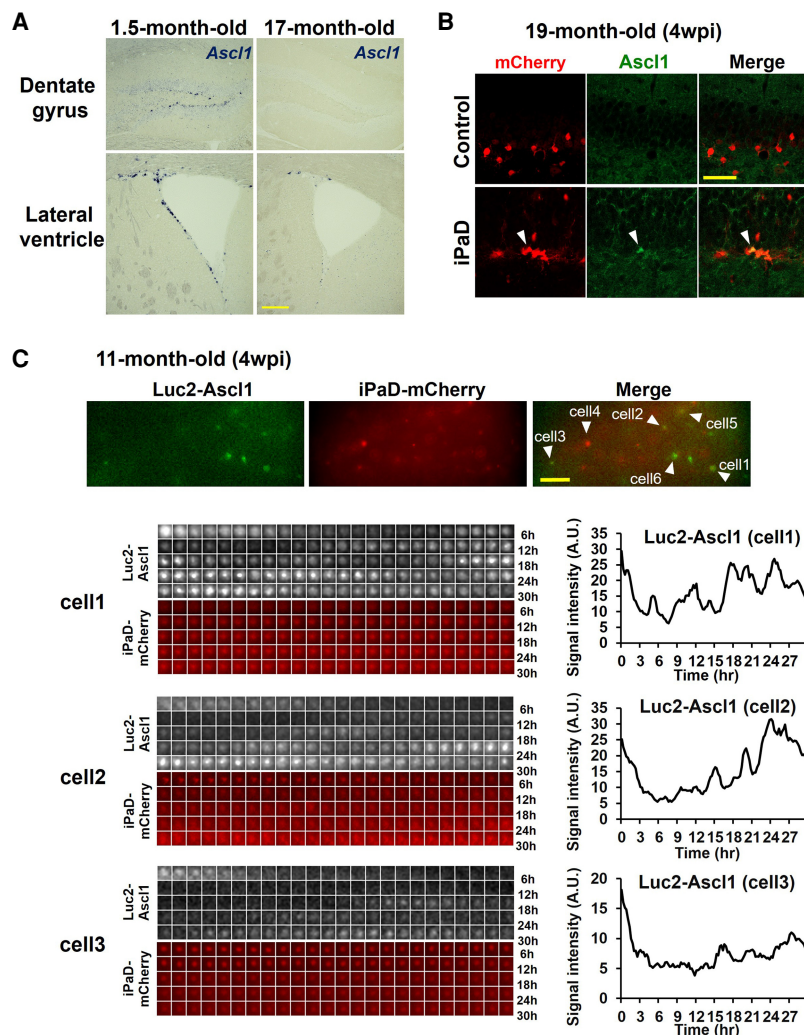 A
1.5-month-old 17-month-old
Ascl1 Ascl1
Dentate gyrus
Lateral ventricle
B
19-month-old (4wpi)
mCherry Ascl1 Merge
Control
iPaD
C
11-month-old (4wpi)
Luc2-Ascl1 iPaD-mCherry Merge
cell4
cell2
cell5
cell3
cell6
cell1
cell1
Luc2-
Ascl1
6h
12h
18h
24h
30h
iPaD-
mCherry
6h
12h
18h
24h
30h
Luc2-Ascl1 (cell1)
Signal intensity (A.U.)
35
30
25
20
15
10
5
0
0 3 6 9 12 15 18 21 24 27
Time (hr)
cell2
Luc2-
Ascl1
6h
12h
18h
24h
30h
iPaD-
mCherry
6h
12h
18h
24h
30h
Luc2-Ascl1 (cell2)
Signal intensity (A.U.)
35
30
25
20
15
10
5
0
0 3 6 9 12 15 18 21 24 27
Time (hr)
cell3
Luc2-
Ascl1
6h
12h
18h
24h
30h
iPaD-
mCherry
6h
12h
18h
24h
30h
Luc2-Ascl1 (cell3)
Signal intensity (A.U.)
20
15
10
5
0
0 3 6 9 12 15 18 21 24 27
Time (hr)